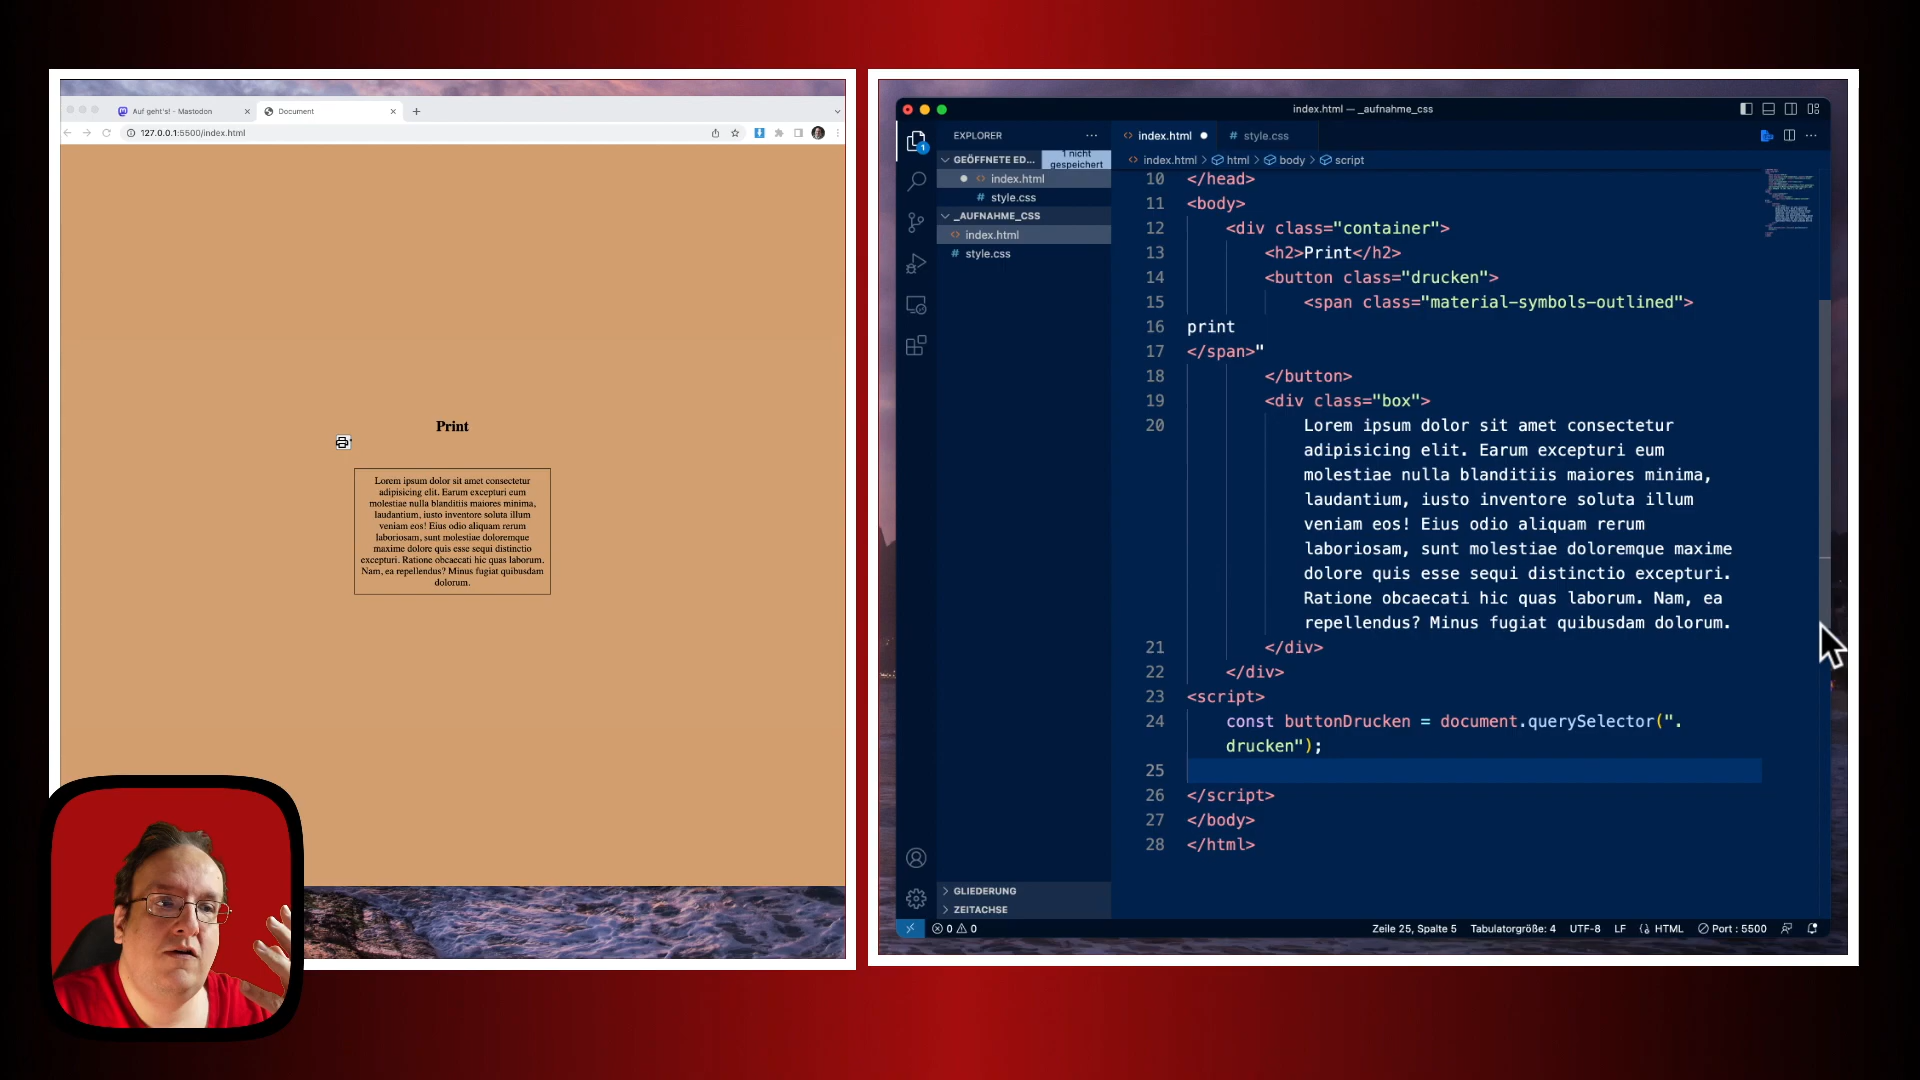 Auf geht's! - Mastodon
Document
127.0.0.1:5500/index.html
Print
Lorem ipsum dolor sit amet consectetur
adipisicing elit. Earum excepturi eum
molestiae nulla blanditiis maiores minima,
laudantium, iusto inventore soluta illum
veniam eos! Eius odio aliquam rerum
laboriosam, sunt molestiae doloremque
maxime dolore quis esse sequi distinctio
excepturi. Ratione obcaecati hic quas laborum.
Nam, ea repellendus? Minus fugiat quibusdam
dolorum.
index.html — _aufnahme_css
EXPLORER
GEÖFFNETE ED...
1 nicht
gespeichert
index.html
style.css
_AUFNAHME_CSS
index.html
style.css
GLIEDERUNG
ZEITACHSE
1
index.html
style.css
index.html > html > body > script
10 </head>
11 <body>
12 <div class="container">
13 <h2>Print</h2>
14 <button class="drucken">
15 <span class="material-symbols-outlined">
16 print
17 </span>"
18 </button>
19 <div class="box">
20 Lorem ipsum dolor sit amet consectetur
adipisicing elit. Earum excepturi eum
molestiae nulla blanditiis maiores minima,
laudantium, iusto inventore soluta illum
veniam eos! Eius odio aliquam rerum
laboriosam, sunt molestiae doloremque maxime
dolore quis esse sequi distinctio excepturi.
Ratione obcaecati hic quas laborum. Nam, ea
repellendus? Minus fugiat quibusdam dolorum.
21 </div>
22 </div>
23 <script>
24 const buttonDrucken = document.querySelector(".
drucken");
25
26 </script>
27 </body>
28 </html>
0 0
Zeile 25, Spalte 5
Tabulatorgröße: 4
UTF-8
LF
HTML
Port : 5500